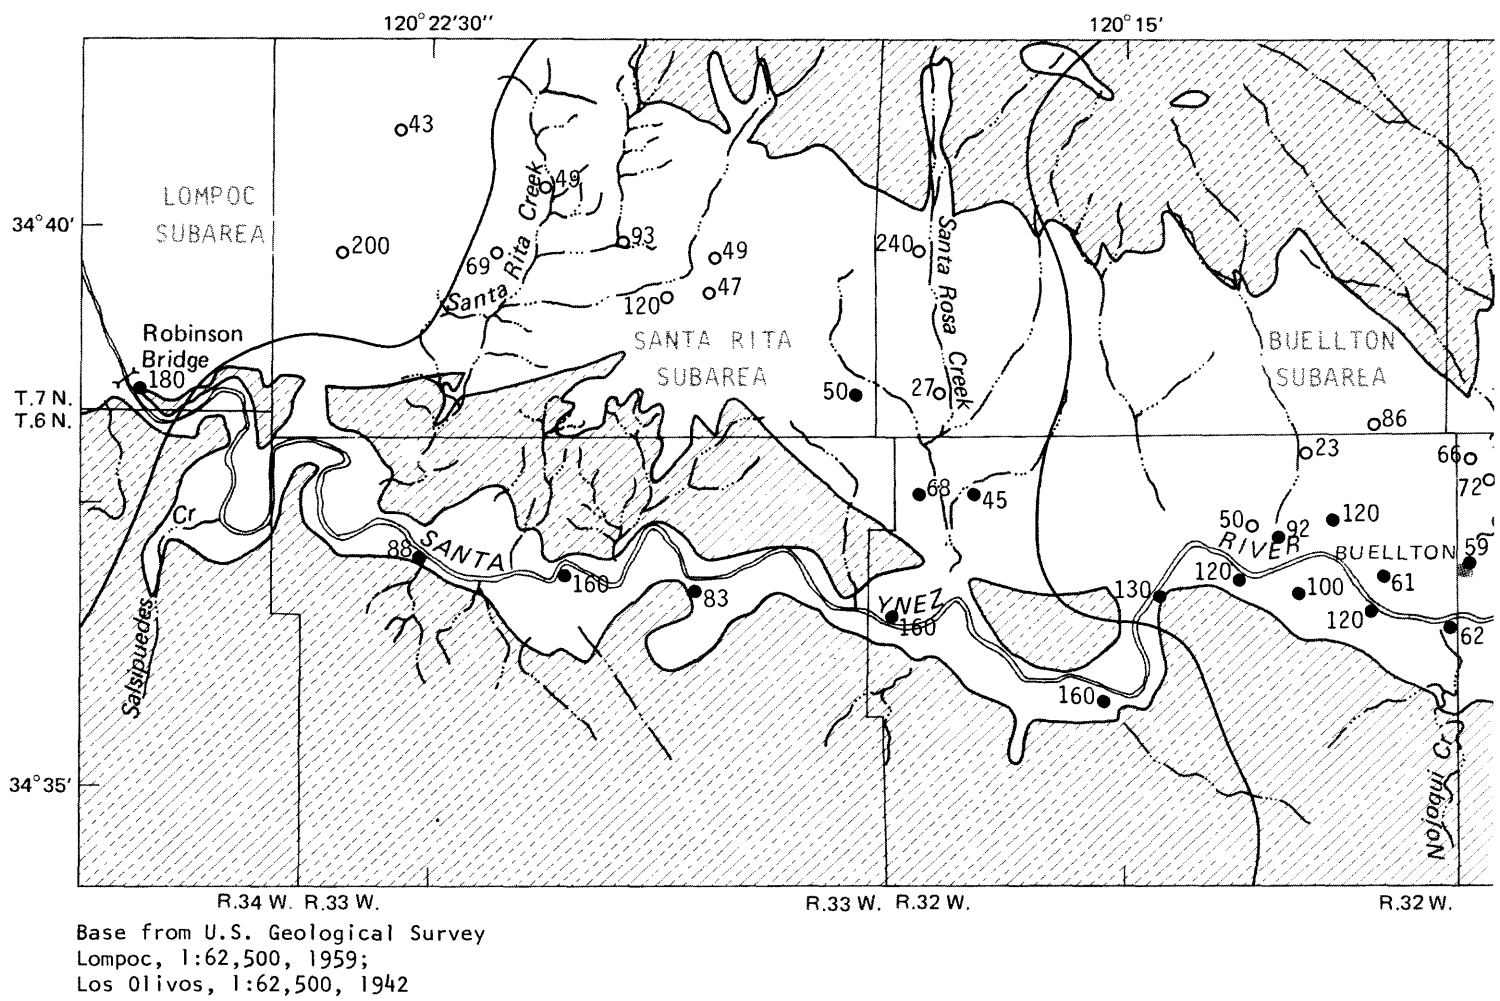 120°22'30''
120°15'
43
LOMPOC
SUBAREA
49
Santa Rita Creek
34°40'
200
69
93
49
240
Santa Rosa Creek
Santa
120
47
Robinson
Bridge
180
SANTA RITA
SUBAREA
BUELLTON
SUBAREA
T.7 N.
T.6 N.
50
27
86
23
66
72
68
45
Cr
Salsipuedes
88
SANTA
160
83
YNEZ
160
50
92
RIVER
120
BUELLTON
59
120
100
61
130
120
62
160
34°35'
Nojoqui Cr
R.34 W. R.33 W.
R.33 W. R.32 W.
R.32 W.
Base from U.S. Geological Survey
Lompoc, 1:62,500, 1959;
Los Olivos, 1:62,500, 1942